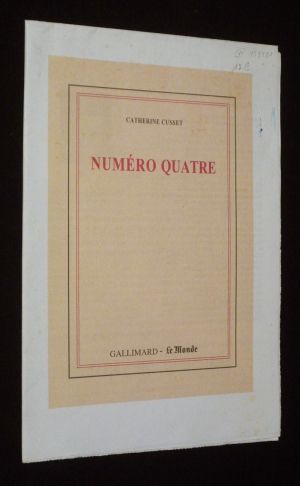 CATHERINE CUSSET
NUMÉRO QUATRE
GALLIMARD - Le Monde